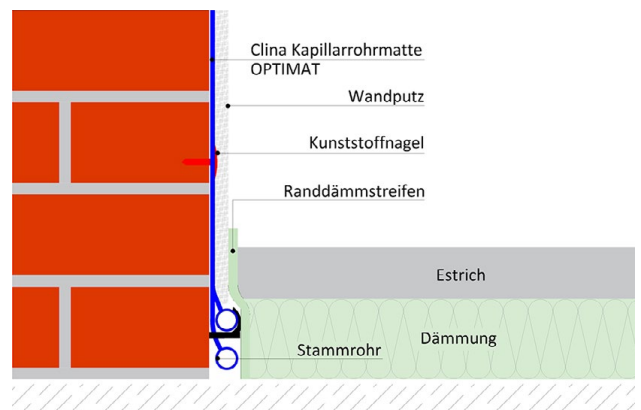 Clina Kapillarrohrmatte
OPTIMAT
Wandputz
Kunststoffnagel
Randdämmstreifen
Estrich
Dämmung
Stammrohr